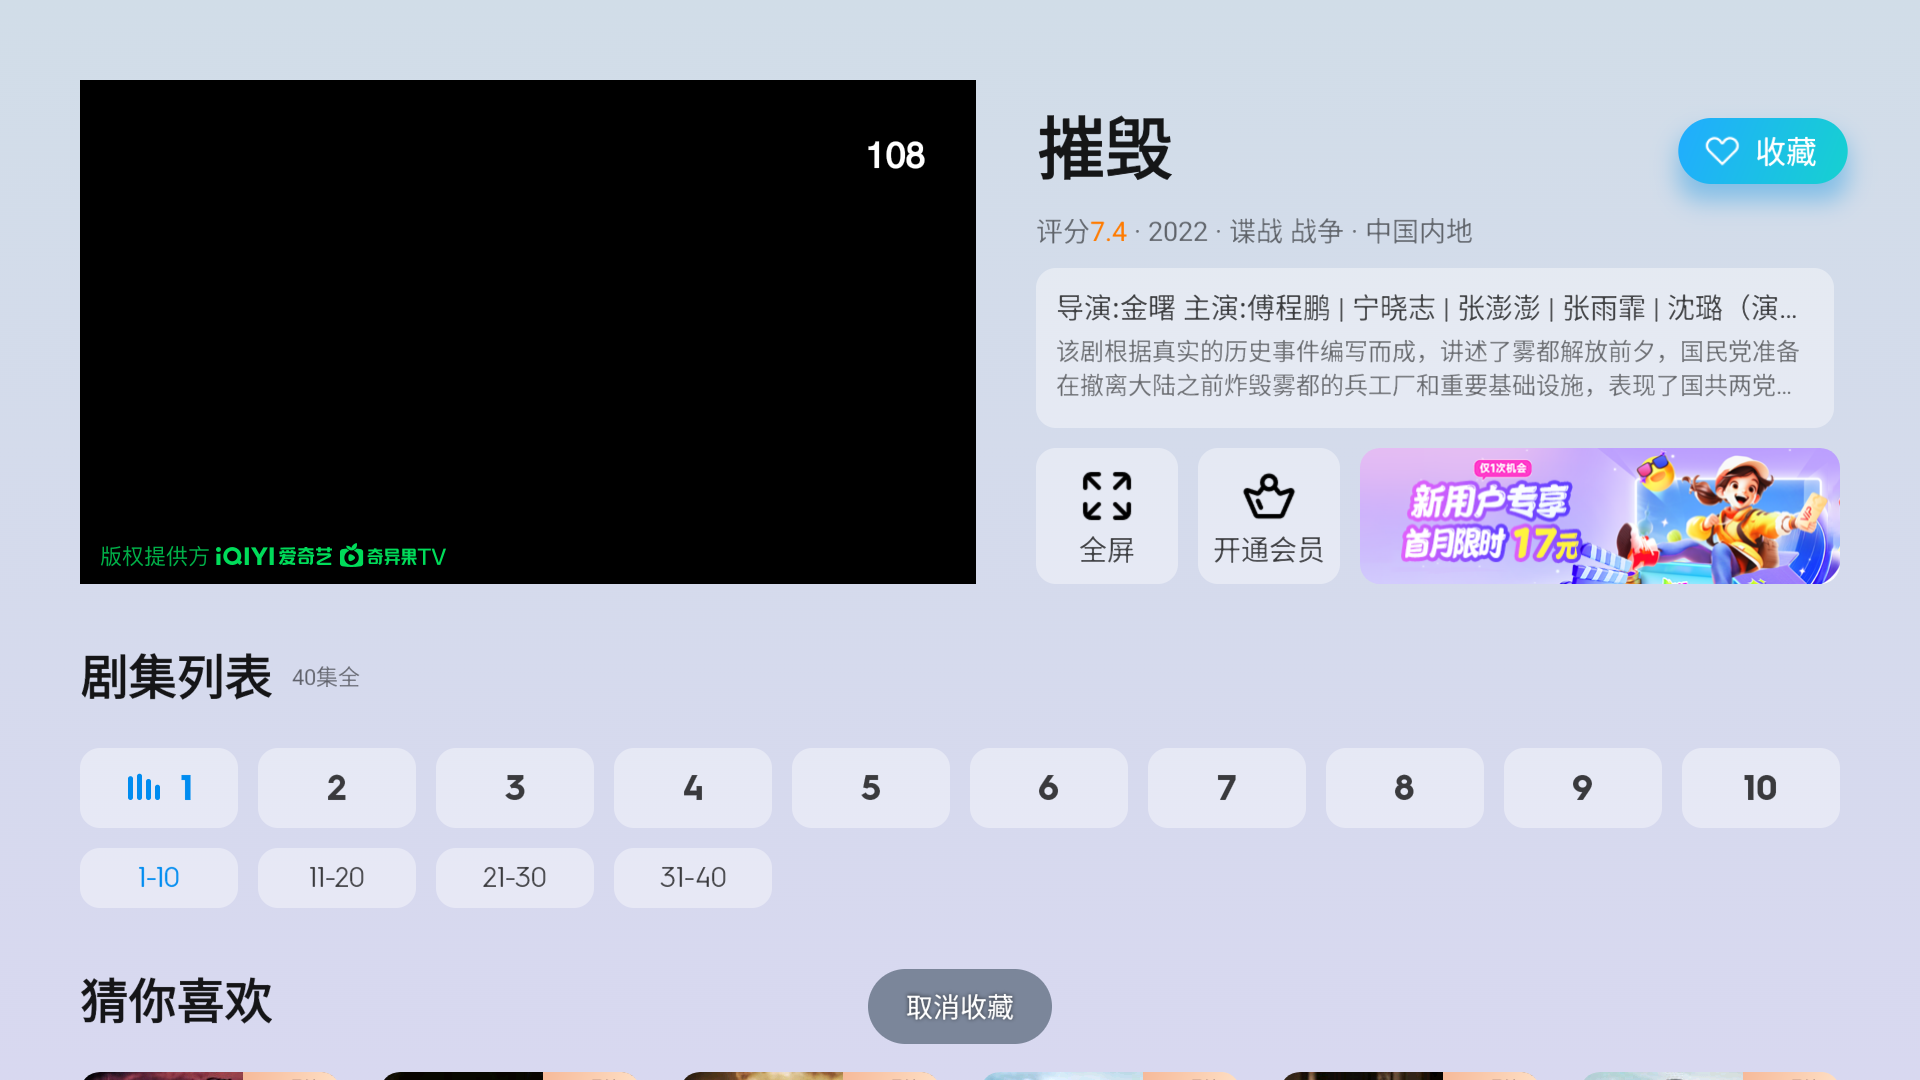 108
版权提供方 iQIYI 爱奇艺 奇异果TV
摧毁
收藏
评分7.4 · 2022 · 谍战 战争 · 中国内地
导演:金曙 主演:傅程鹏 | 宁晓志 | 张澎澎 | 张雨霏 | 沈璐（演...
该剧根据真实的历史事件编写而成，讲述了雾都解放前夕，国民党准备
在撤离大陆之前炸毁雾都的兵工厂和重要基础设施，表现了国共两党...
全屏
开通会员
仅1次机会
新用户专享
首月限时17元
剧集列表 40集全
1 2 3 4 5 6 7 8 9 10
1-10 11-20 21-30 31-40
猜你喜欢
取消收藏